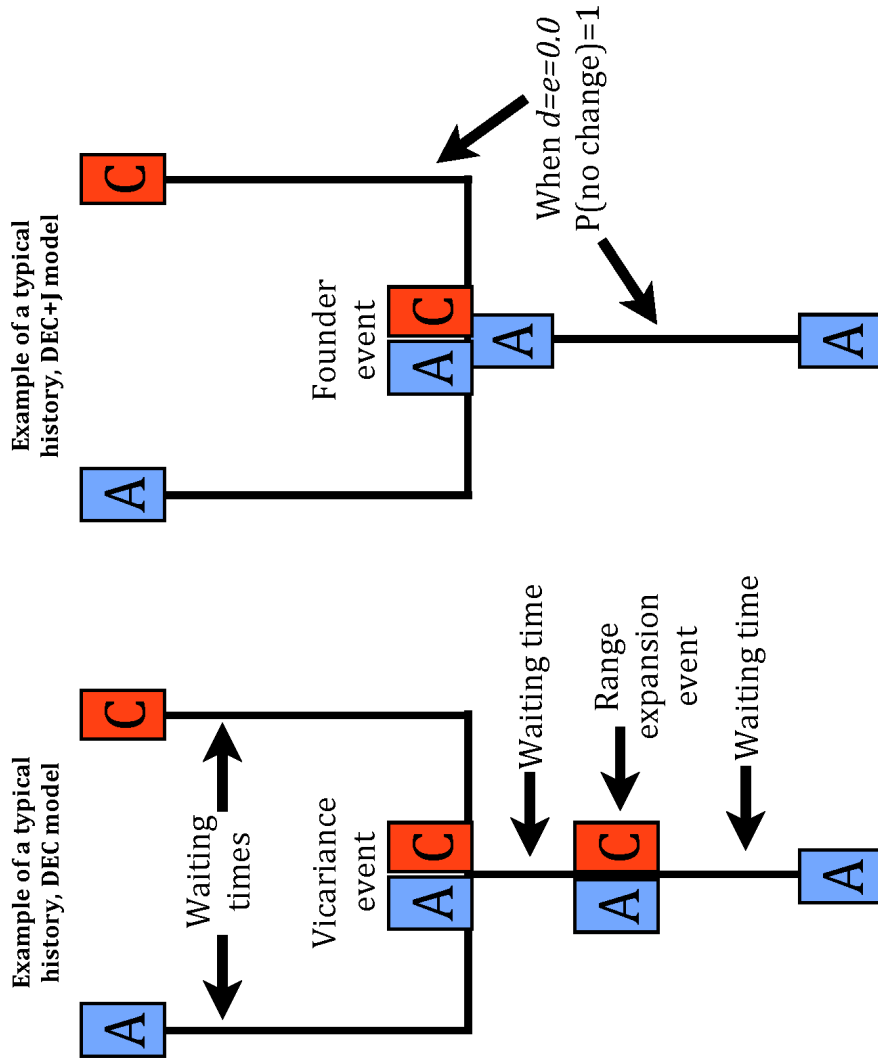 Example of a typical
history, DEC model
A
C
Waiting
times
Vicariance
event
A
C
Waiting time
A
C
Range
expansion
event
Waiting time
A
Example of a typical
history, DEC+J model
A
C
Founder
event
A
C
A
When d=e=0.0
P(no change)=1
A